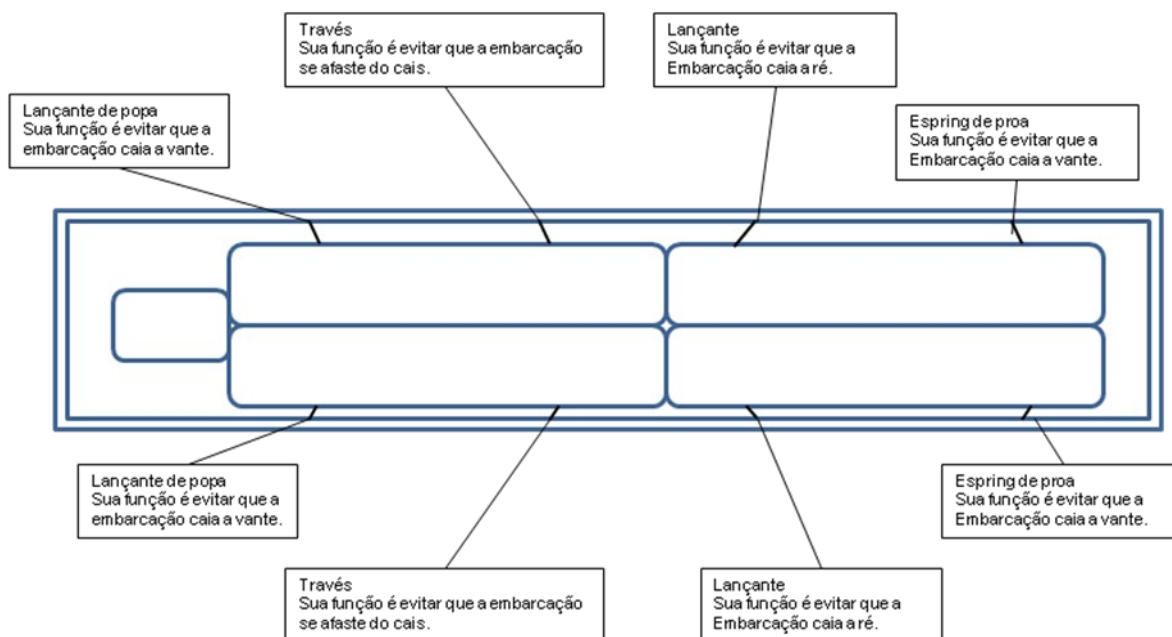 Través
Sua função é evitar que a embarcação
se afaste do cais.
Lançante
Sua função é evitar que a
Embarcação caia a ré.
Lançante de popa
Sua função é evitar que a
embarcação caia a vante.
Espring de proa
Sua função é evitar que a
Embarcação caia a vante.
Lançante de popa
Sua função é evitar que a
embarcação caia a vante.
Espring de proa
Sua função é evitar que a
Embarcação caia a vante.
Través
Sua função é evitar que a embarcação
se afaste do cais.
Lançante
Sua função é evitar que a
Embarcação caia a ré.